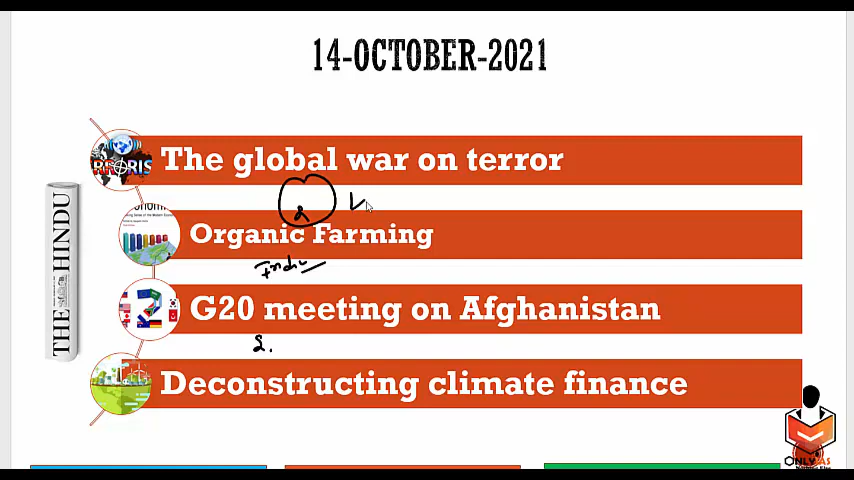 14-OCTOBER-2021
The global war on terror
Organic Farming
G20 meeting on Afghanistan
2.
Deconstructing climate finance
THE HINDU